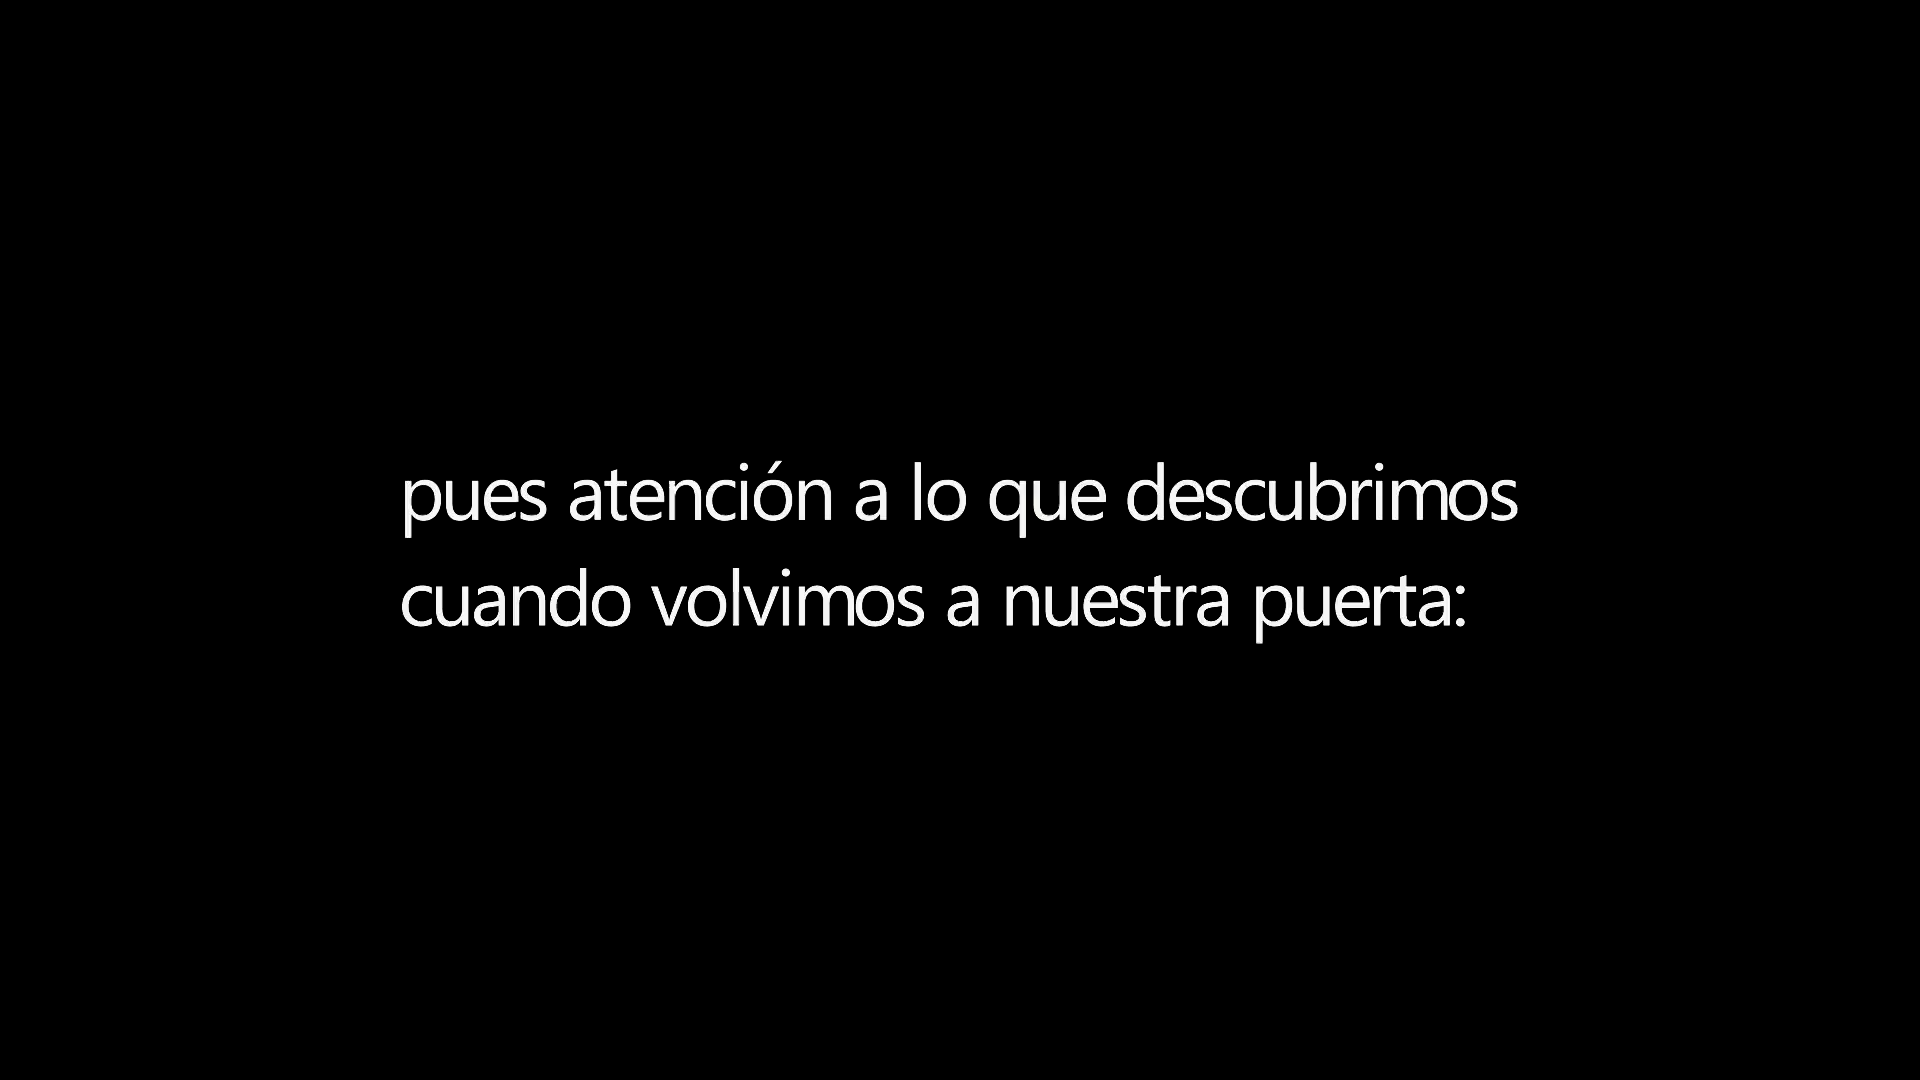 pues atención a lo que descubrimos
cuando volvimos a nuestra puerta: